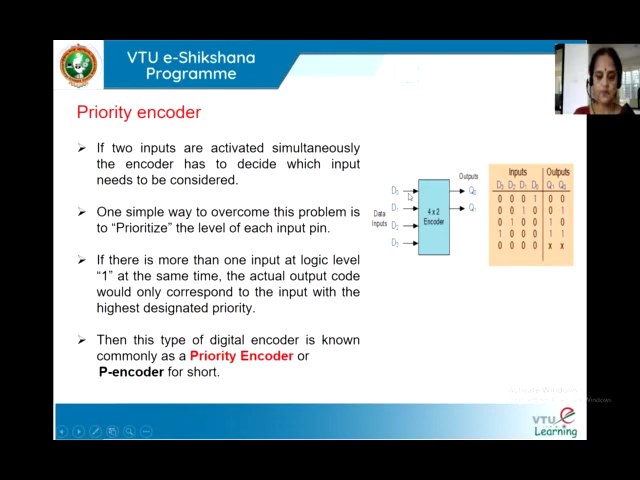 VTU e-Shikshana
Programme
Priority encoder
➢ If two inputs are activated simultaneously
the encoder has to decide which input
needs to be considered.
➢ One simple way to overcome this problem is
to “Prioritize” the level of each input pin.
➢ If there is more than one input at logic level
“1” at the same time, the actual output code
would only correspond to the input with the
highest designated priority.
➢ Then this type of digital encoder is known
commonly as a Priority Encoder or
P-encoder for short.
Outputs
D0
Q0
D1
Q1
Data
Inputs
4 x 2
Encoder
D2
D3
Inputs Outputs
D3 D2 D1 D0 Q1 Q0
0 0 0 1 0 0
0 0 1 0 0 1
0 1 0 0 1 0
1 0 0 0 1 1
0 0 0 0 x x
Activate Windows
VTU e
Learning